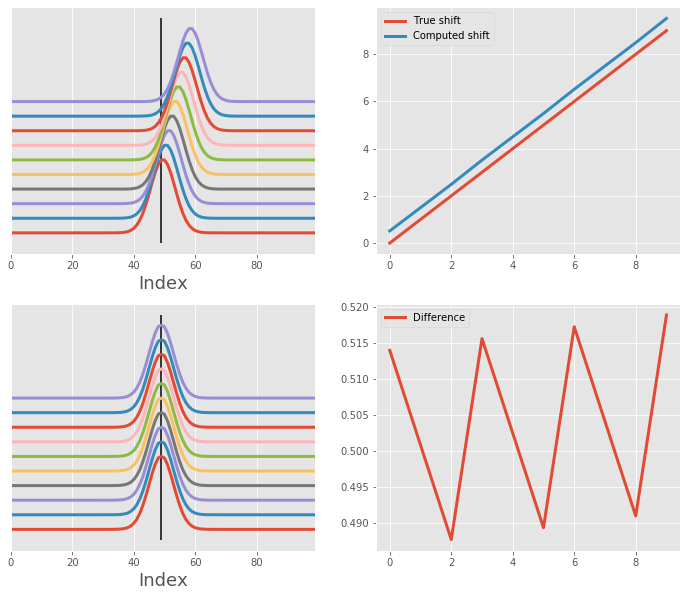 True shift
Computed shift
8
6
4
2
0
0 20 40 60 80
0 2 4 6 8
Index
0.520
Difference
0.515
0.510
0.505
0.500
0.495
0.490
0 20 40 60 80
0 2 4 6 8
Index